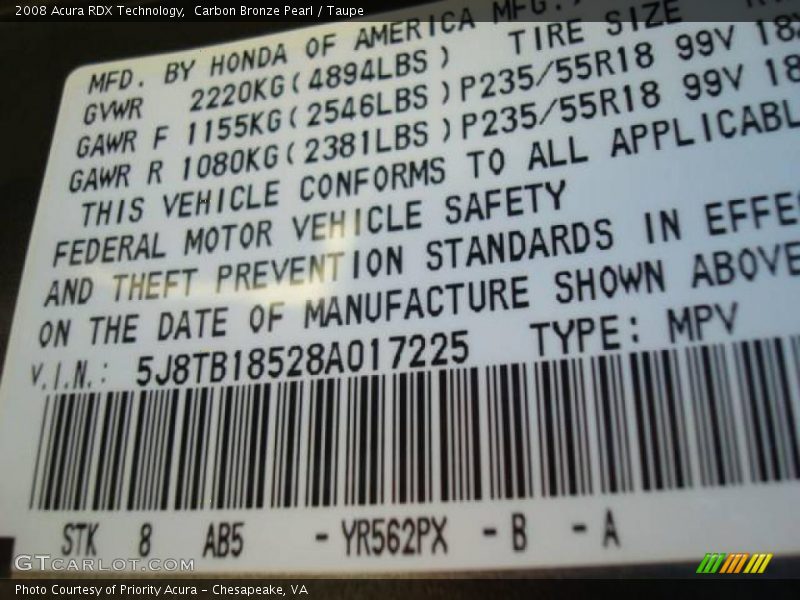 2008 Acura RDX Technology, Carbon Bronze Pearl / Taupe
MFD. BY HONDA OF AMERICA MFG.,
GVWR 2220KG(4894LBS) TIRE SIZE
GAWR F 1155KG(2546LBS)P235/55R18 99V 18
GAWR R 1080KG(2381LBS)P235/55R18 99V 18
THIS VEHICLE CONFORMS TO ALL APPLICABL
FEDERAL MOTOR VEHICLE SAFETY
AND THEFT PREVENTION STANDARDS IN EFFE
ON THE DATE OF MANUFACTURE SHOWN ABOVE
V.I.N.: 5J8TB18528A017225 TYPE: MPV
STK 8 AB5 - YR562PX - B - A
GTCARLOT.COM
Photo Courtesy of Priority Acura – Chesapeake, VA